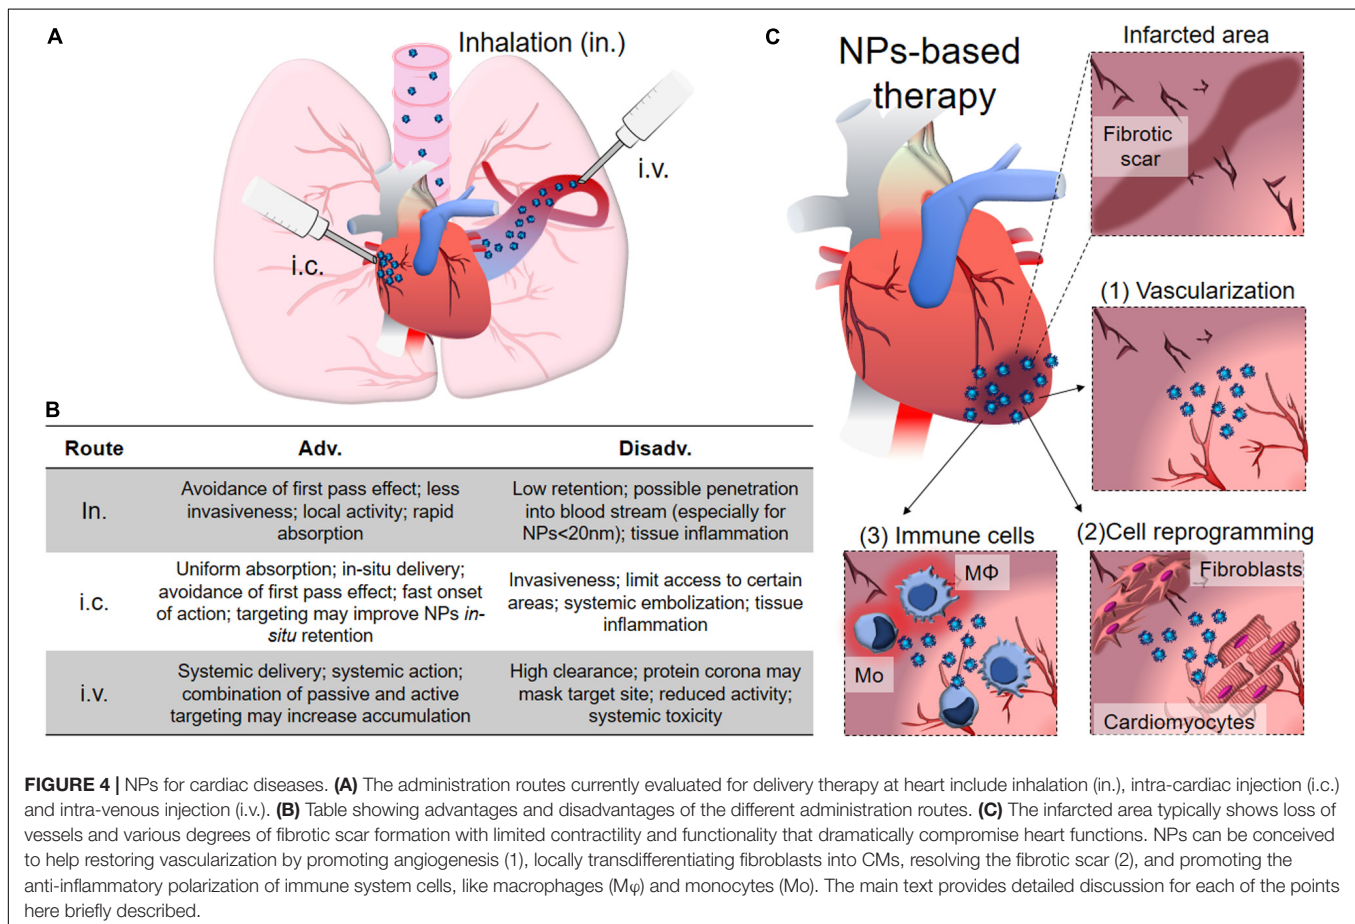 A
Inhalation (in.)
i.v.
i.c.
B
Route Adv. Disadv.
In.
Avoidance of first pass effect; less
invasiveness; local activity; rapid
absorption
Low retention; possible penetration
into blood stream (especially for
NPs<20nm); tissue inflammation
i.c.
Uniform absorption; in-situ delivery;
avoidance of first pass effect; fast onset
of action; targeting may improve NPs in-
situ retention
Invasiveness; limit access to certain
areas; systemic embolization; tissue
inflammation
i.v.
Systemic delivery; systemic action;
combination of passive and active
targeting may increase accumulation
High clearance; protein corona may
mask target site; reduced activity;
systemic toxicity
C
NPs-based
therapy
Infarcted area
Fibrotic
scar
(1) Vascularization
(3) Immune cells
MΦ
Mo
(2)Cell reprogramming
Fibroblasts
Cardiomyocytes
FIGURE 4 | NPs for cardiac diseases. (A) The administration routes currently evaluated for delivery therapy at heart include inhalation (in.), intra-cardiac injection (i.c.)
and intra-venous injection (i.v.). (B) Table showing advantages and disadvantages of the different administration routes. (C) The infarcted area typically shows loss of
vessels and various degrees of fibrotic scar formation with limited contractility and functionality that dramatically compromise heart functions. NPs can be conceived
to help restoring vascularization by promoting angiogenesis (1), locally transdifferentiating fibroblasts into CMs, resolving the fibrotic scar (2), and promoting the
anti-inflammatory polarization of immune system cells, like macrophages (Mφ) and monocytes (Mo). The main text provides detailed discussion for each of the points
here briefly described.